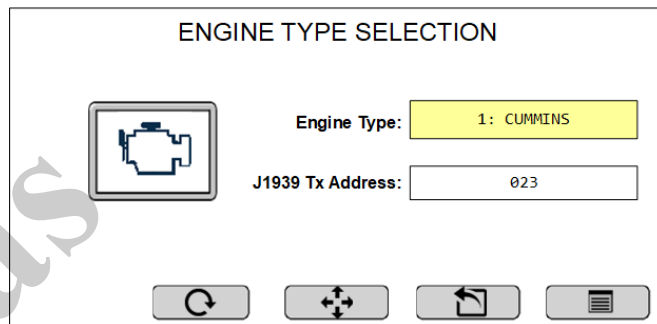 ENGINE TYPE SELECTION
Engine Type: 1: CUMMINS
J1939 Tx Address: 023